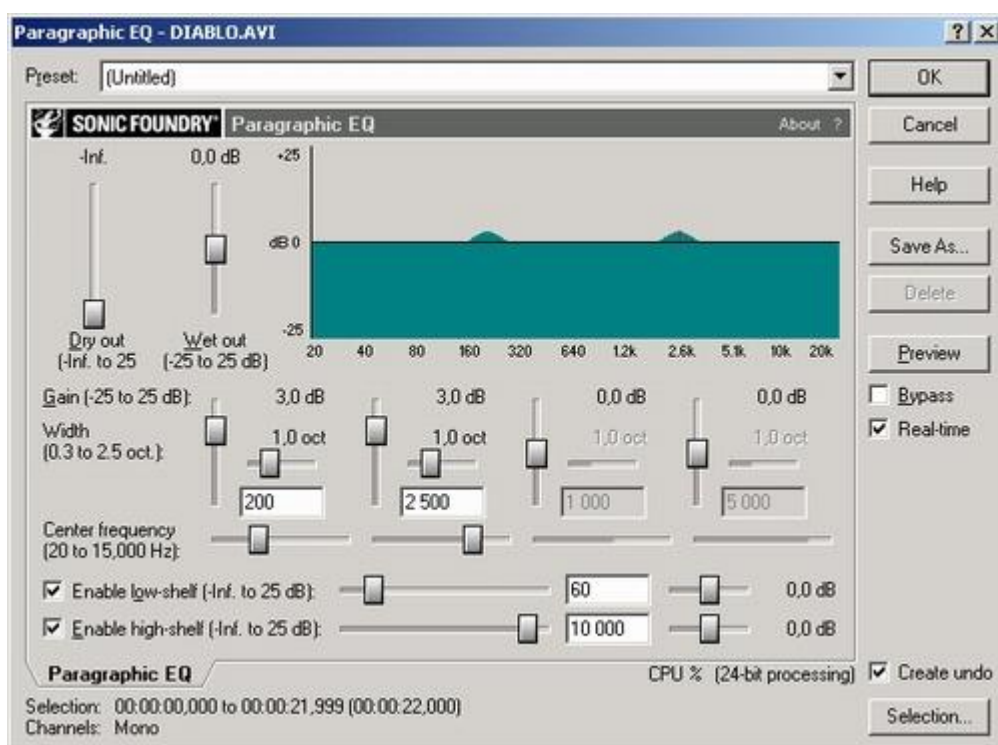 Paragraphic EQ - DIABLO.AVI
Preset: (Untitled)
OK
SONIC FOUNDRY Paragraphic EQ About ?
Cancel
-Inf. 0,0 dB +25
Help
dB 0
Save As...
Delete
-25
Dry out Wet out
(-Inf. to 25 (-25 to 25 dB)
20 40 80 160 320 640 1.2k 2.6k 5.1k 10k 20k
Preview
Gain (-25 to 25 dB): 3,0 dB 3,0 dB 0,0 dB 0,0 dB
Bypass
Width
(0.3 to 2.5 oct.): 1,0 oct 1,0 oct 1,0 oct 1,0 oct
Real-time
200 2 500 1 000 5 000
Center frequency
(20 to 15,000 Hz):
Enable low-shelf (-Inf. to 25 dB): 60 0,0 dB
Enable high-shelf (-Inf. to 25 dB): 10 000 0,0 dB
Paragraphic EQ CPU % (24-bit processing)
Create undo
Selection: 00:00:00,000 to 00:00:21,999 (00:00:22,000)
Channels: Mono
Selection...